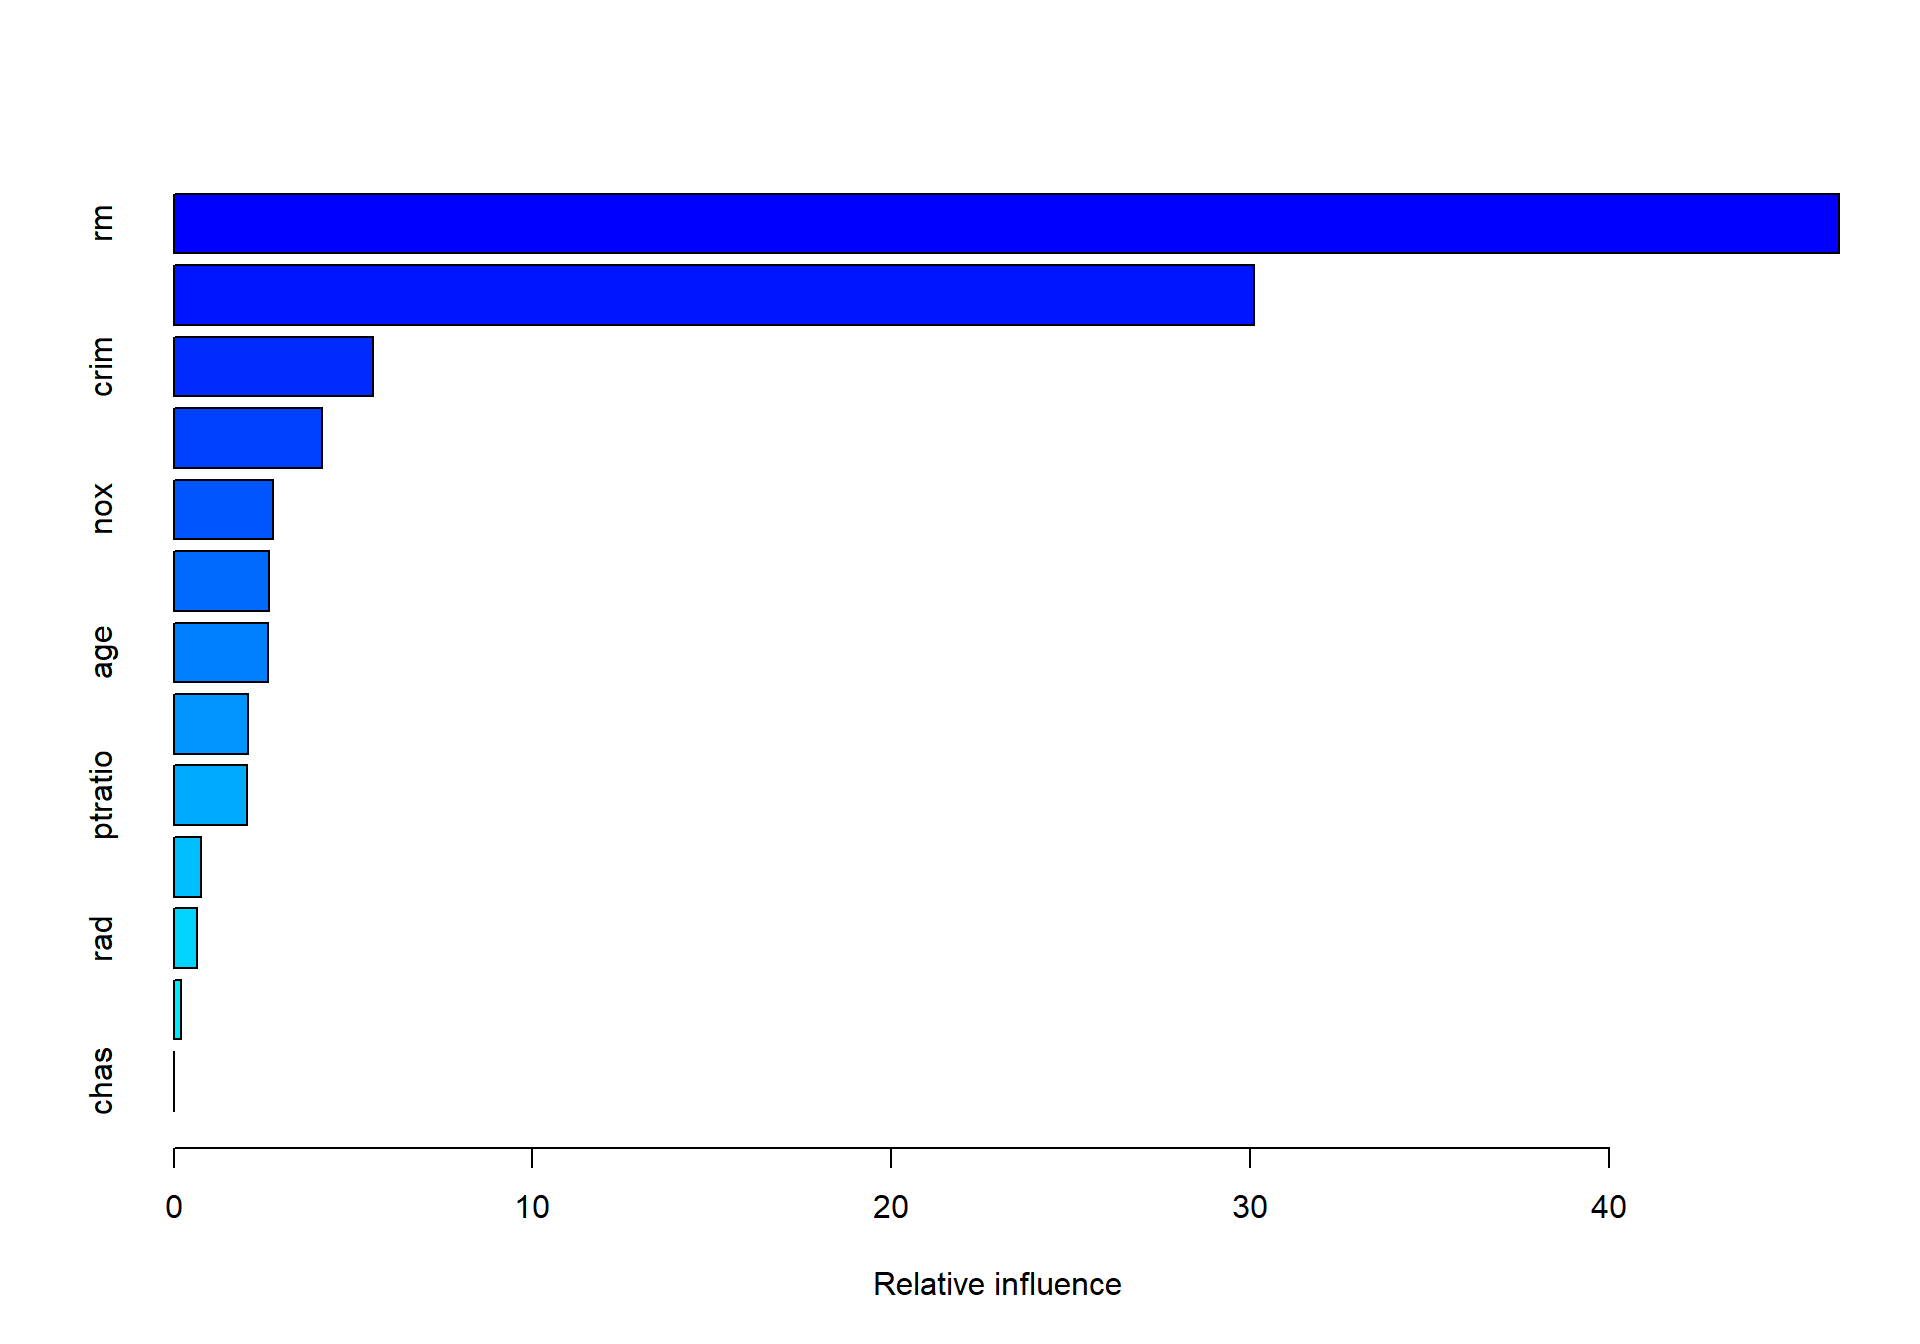 rm
crim
nox
age
ptratio
rad
chas
0 10 20 30 40
Relative influence